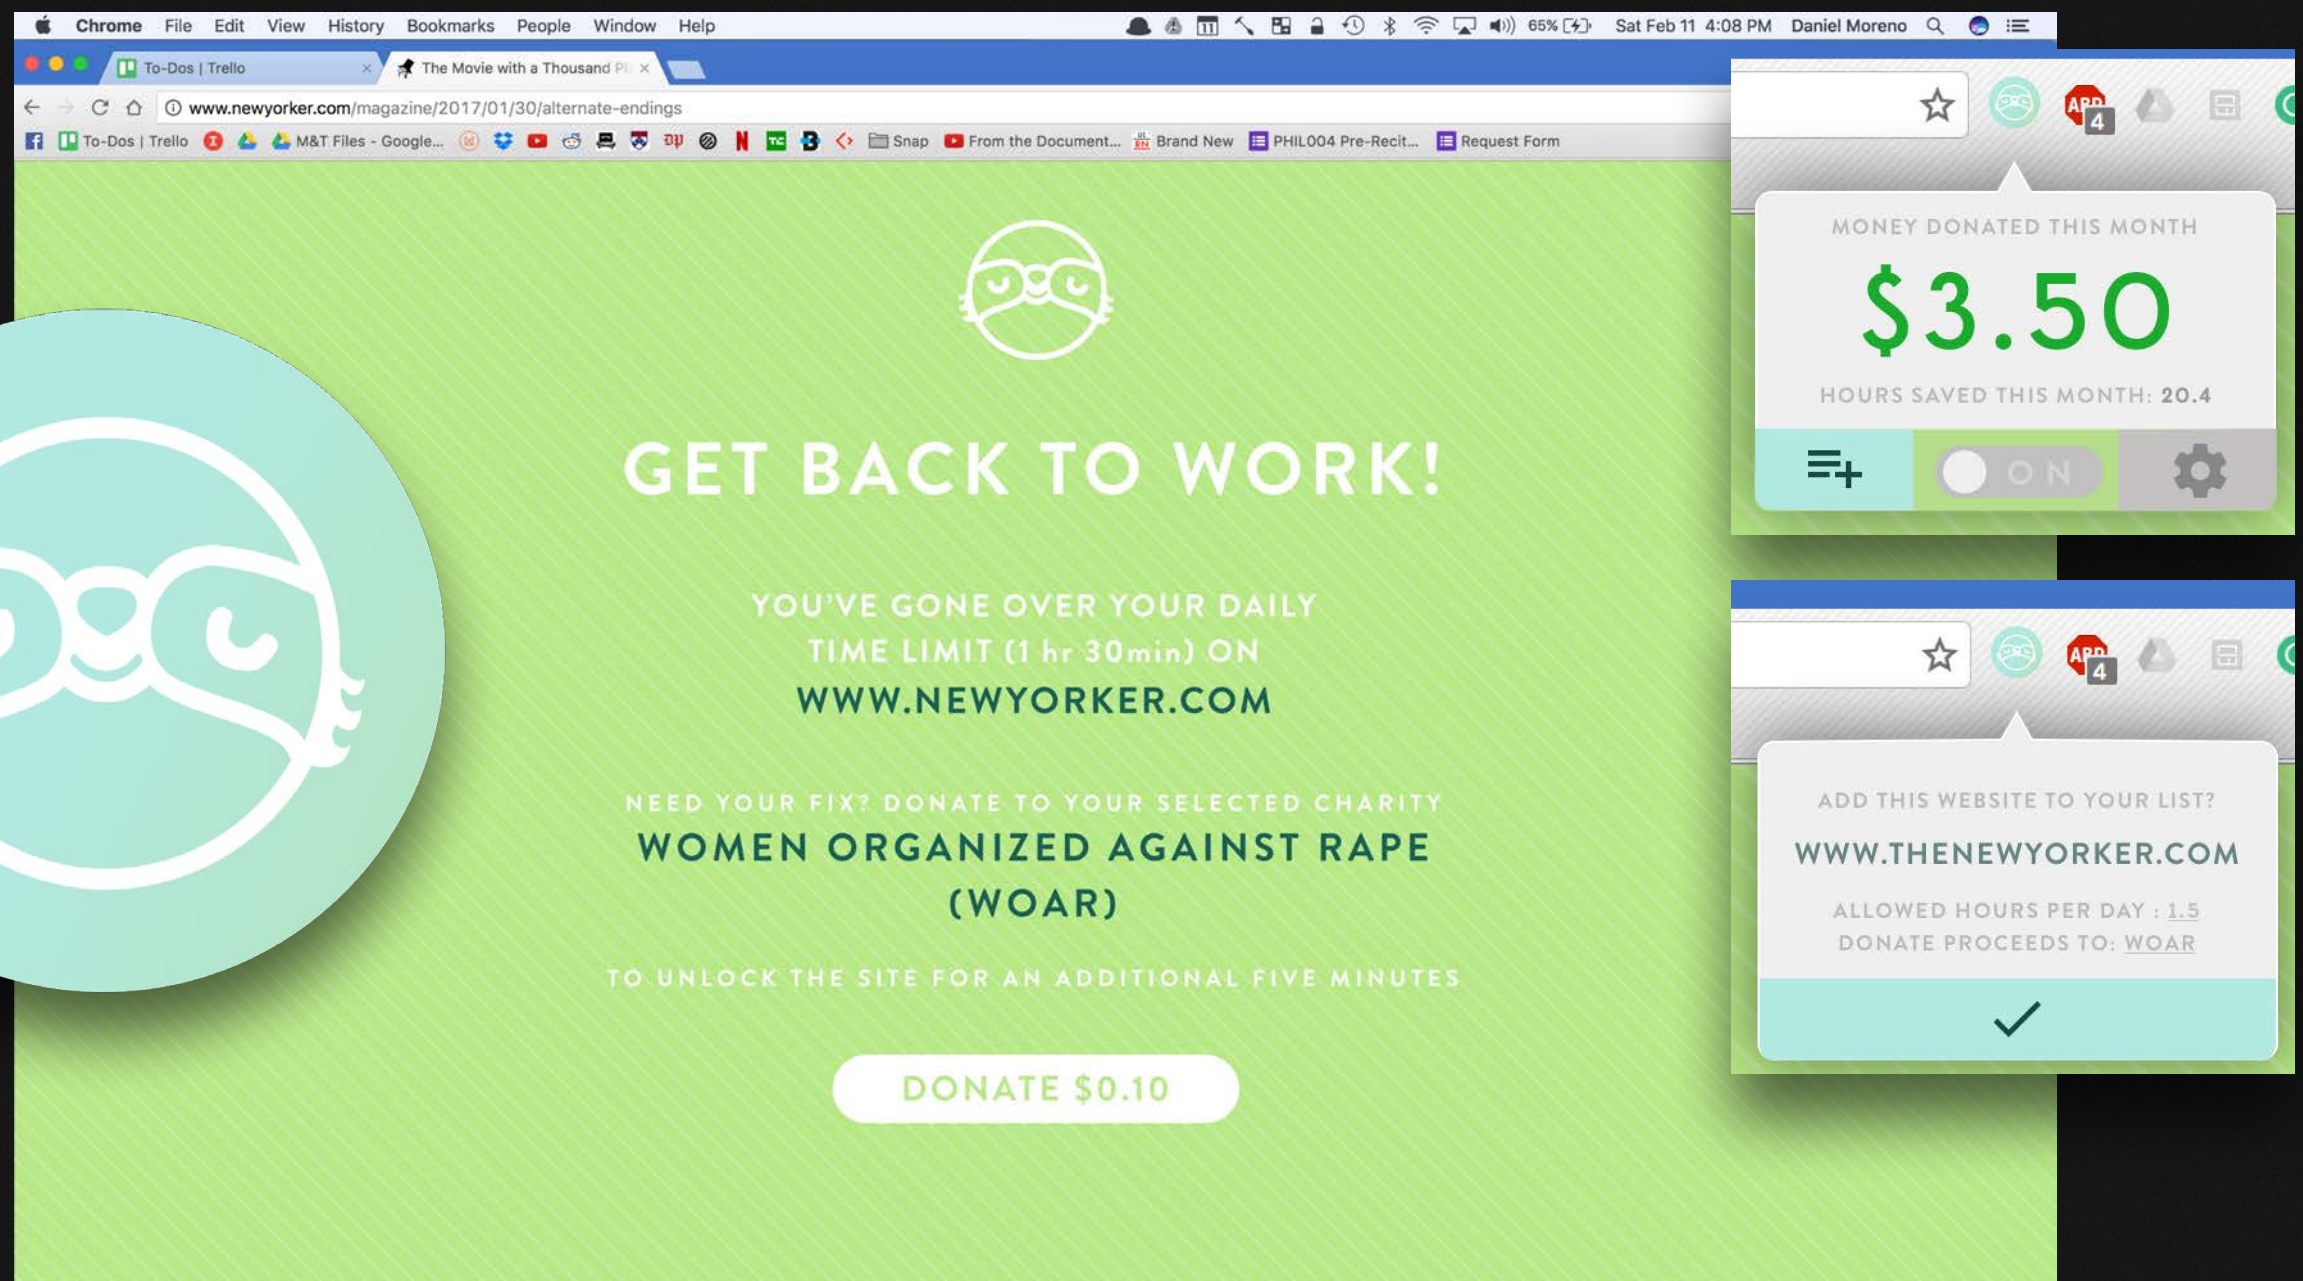 Chrome File Edit View History Bookmarks People Window Help
65% Sat Feb 11 4:08 PM Daniel Moreno
To-Dos | Trello
The Movie with a Thousand
www.newyorker.com/magazine/2017/01/30/alternate-endings
To-Dos | Trello
M&T Files - Google...
Snap
From the Document...
Brand New
PHIL004 Pre-Recit...
Request Form
GET BACK TO WORK!
YOU'VE GONE OVER YOUR DAILY
TIME LIMIT (1 hr 30min) ON
WWW.NEWYORKER.COM
NEED YOUR FIX? DONATE TO YOUR SELECTED CHARITY
WOMEN ORGANIZED AGAINST RAPE
(WOAR)
TO UNLOCK THE SITE FOR AN ADDITIONAL FIVE MINUTES
DONATE $0.10
ABP
4
MONEY DONATED THIS MONTH
$3.50
HOURS SAVED THIS MONTH: 20.4
ON
ABP
4
ADD THIS WEBSITE TO YOUR LIST?
WWW.THENEWYORKER.COM
ALLOWED HOURS PER DAY : 1.5
DONATE PROCEEDS TO: WOAR